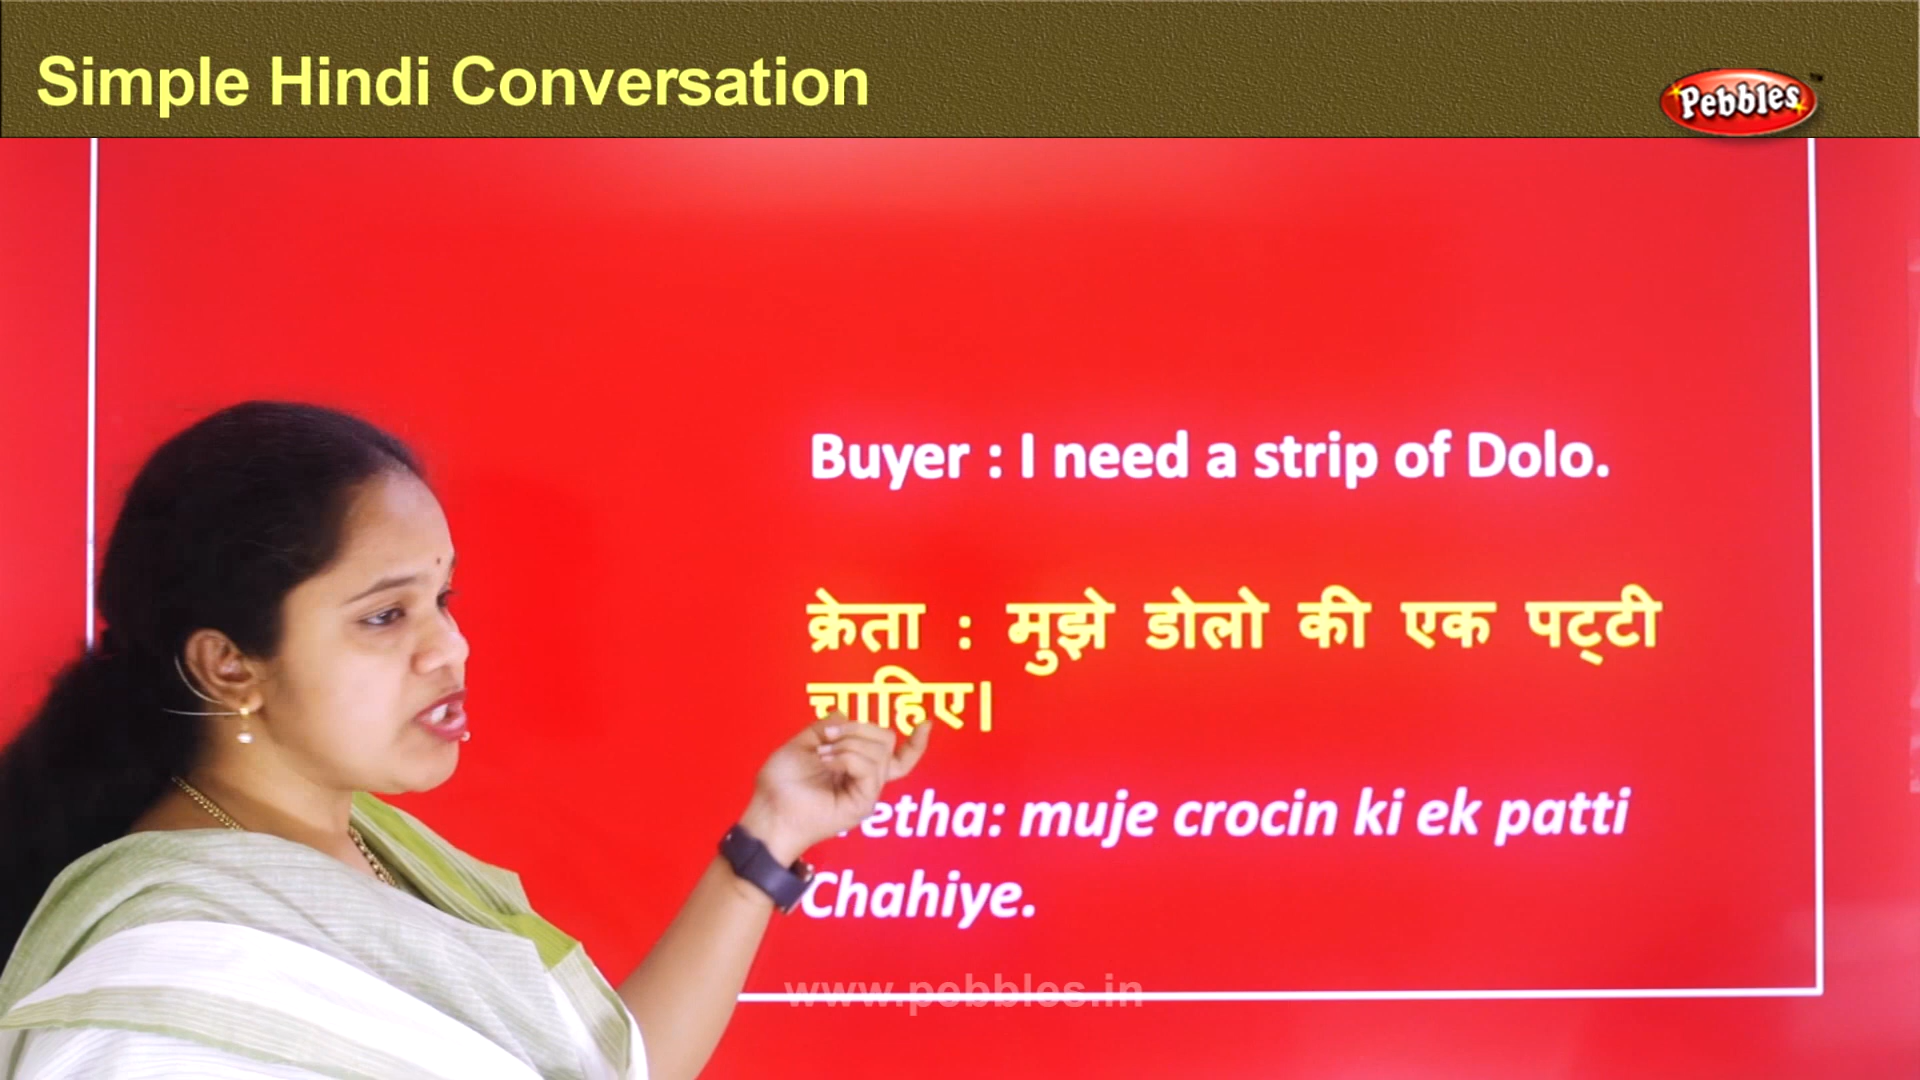 Simple Hindi Conversation
Pebbles™
Buyer : I need a strip of Dolo.
क्रेता : मुझे डोलो की एक पट्टी
चाहिए।
muje crocin ki ek patti
Chahiye.
www.pebbles.in